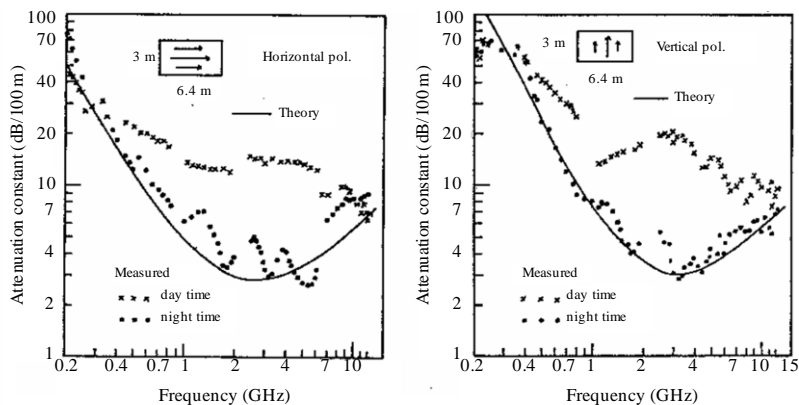 100
70
40
20
10
7
4
2
1
Attenuation constant (dB/100 m)
3 m
6.4 m
Horizontal pol.
Theory
Measured
day time
night time
0.2 0.4 0.7 1 2 4 7 10
Frequency (GHz)
100
70
40
20
10
7
4
2
1
Attenuation constant (dB/100 m)
3 m
6.4 m
Vertical pol.
Theory
Measured
day time
night time
0.2 0.4 0.7 1 2 4 7 10 15
Frequency (GHz)